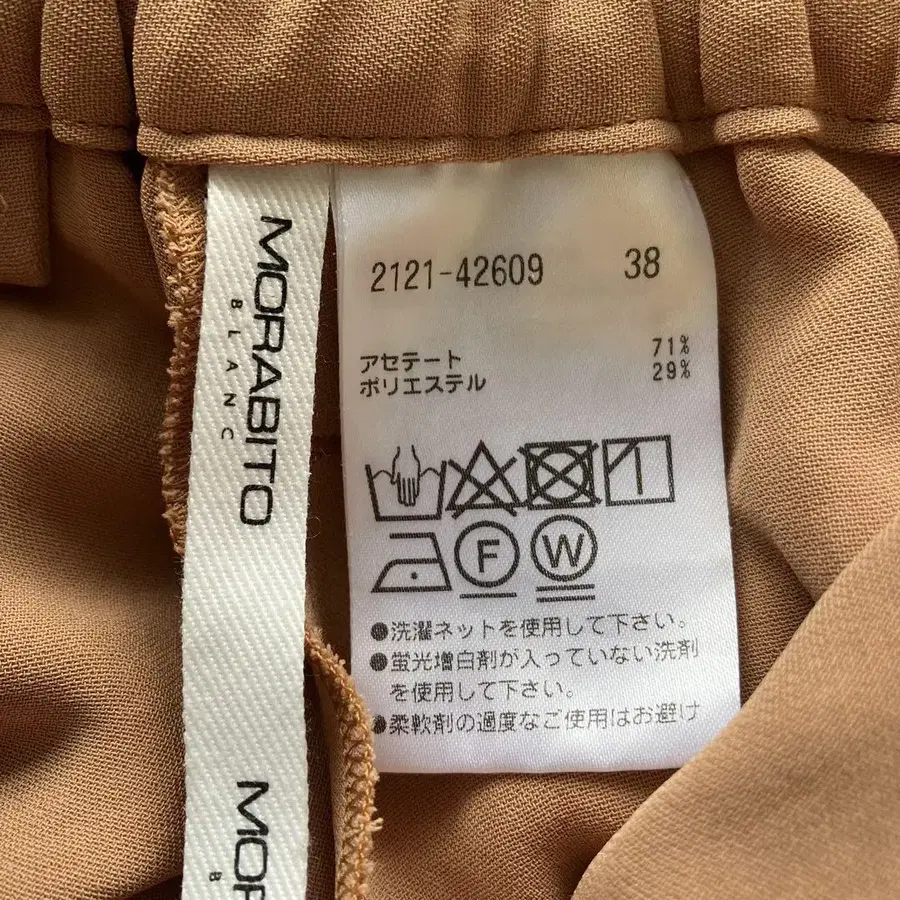 MORABITO
BLANC
2121-42609 38
アセテート 71%
ポリエステル 29%
F W
●洗濯ネットを使用して下さい。
●蛍光増白剤が入っていない洗剤
を使用して下さい。
●柔軟剤の過度なご使用はお避け
MO
B